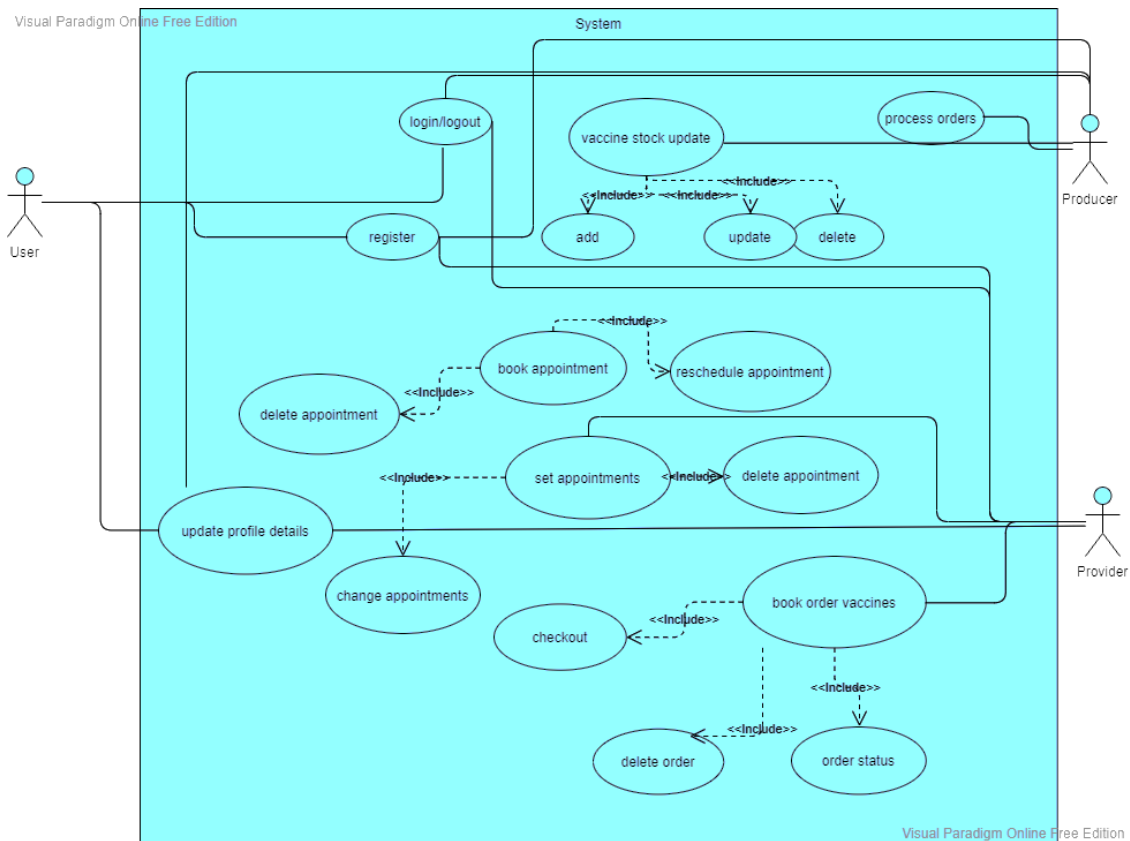 Visual Paradigm Online Free Edition
System
login/logout
process orders
vaccine stock update
<<Include>>
<<Include>>
<<Include>>
Producer
User
register
add
update
delete
<<Include>>
book appointment
reschedule appointment
<<Include>>
delete appointment
<<Include>>
set appointments
<<Include>>
delete appointment
update profile details
Provider
change appointments
book order vaccines
<<Include>>
checkout
<<Include>>
<<Include>>
delete order
order status
Visual Paradigm Online Free Edition